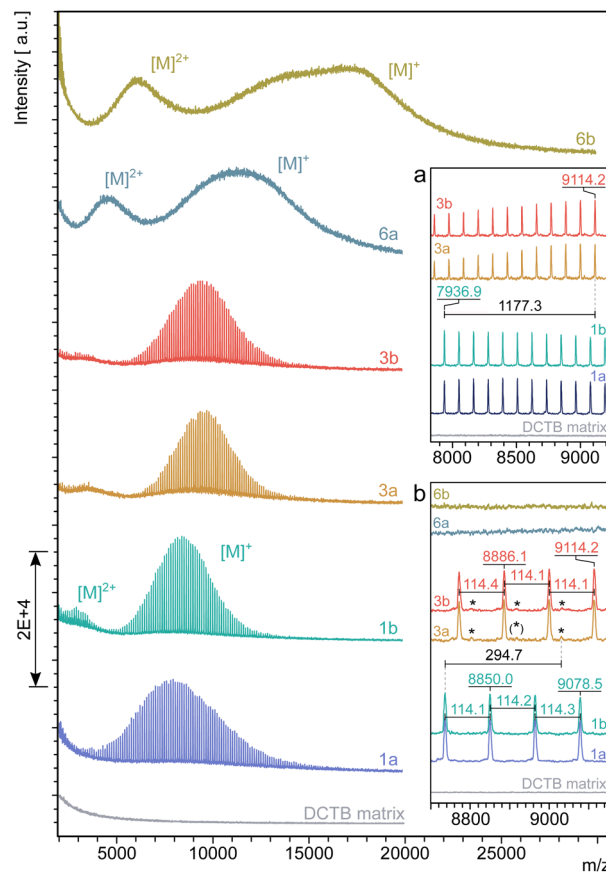 Intensity [ a.u.]
[M]2+
[M]+
6b
[M]2+
[M]+
6a
3b
3a
[M]2+
[M]+
1b
2E+4
1a
DCTB matrix
5000 10000 15000 20000 25000
m/z
a
9114.2
3b
3a
7936.9
1177.3
1b
1a
DCTB matrix
8000 8500 9000
b
6b
6a
8886.1 9114.2
114.4 114.1 114.1
3b * * *
3a * (*) *
294.7
8850.0 9078.5
114.1 114.2 114.3
1b
1a
DCTB matrix
8800 9000